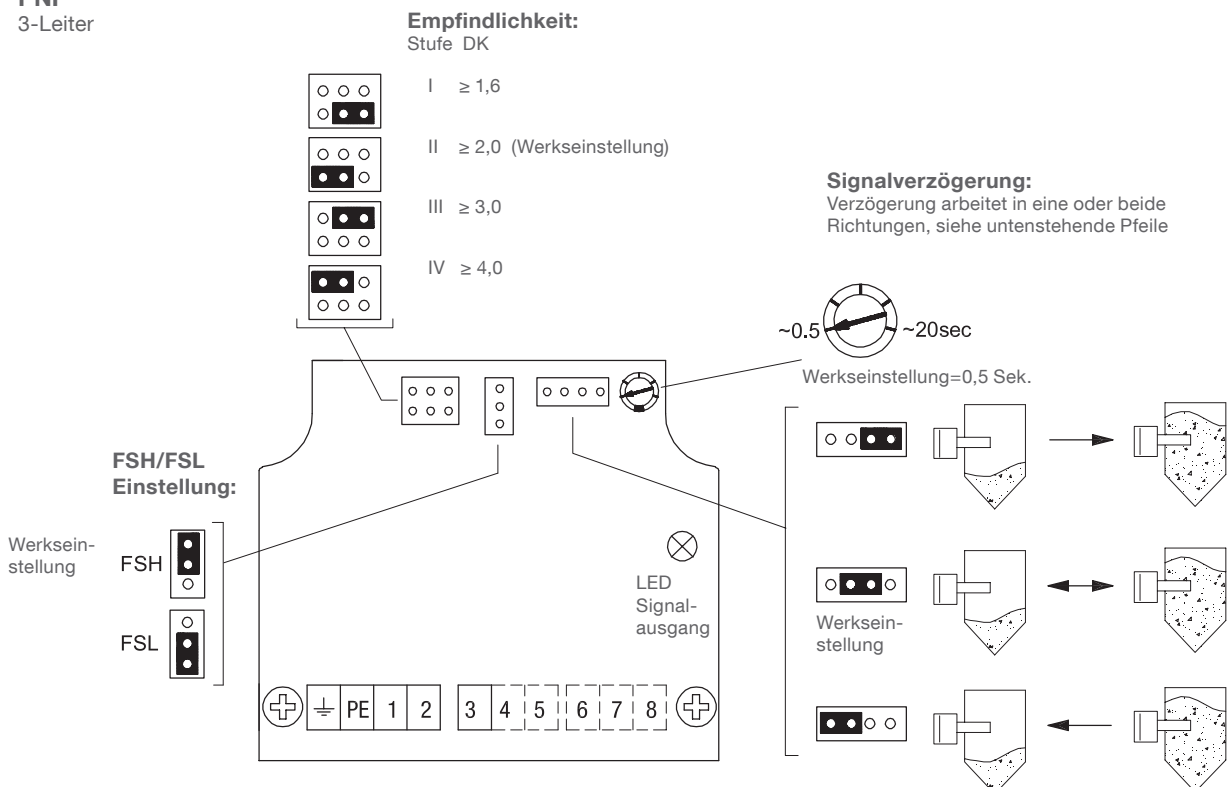 3-Leiter
Empfindlichkeit:
Stufe DK
I ≥ 1,6
II ≥ 2,0 (Werkseinstellung)
III ≥ 3,0
IV ≥ 4,0
Signalverzögerung:
Verzögerung arbeitet in eine oder beide
Richtungen, siehe untenstehende Pfeile
~0.5
~20sec
Werkseinstellung=0,5 Sek.
FSH/FSL
Einstellung:
Werksein-
stellung
FSH
FSL
LED
Signal-
ausgang
Werksein-
stellung
PE 1 2 3 4 5 6 7 8